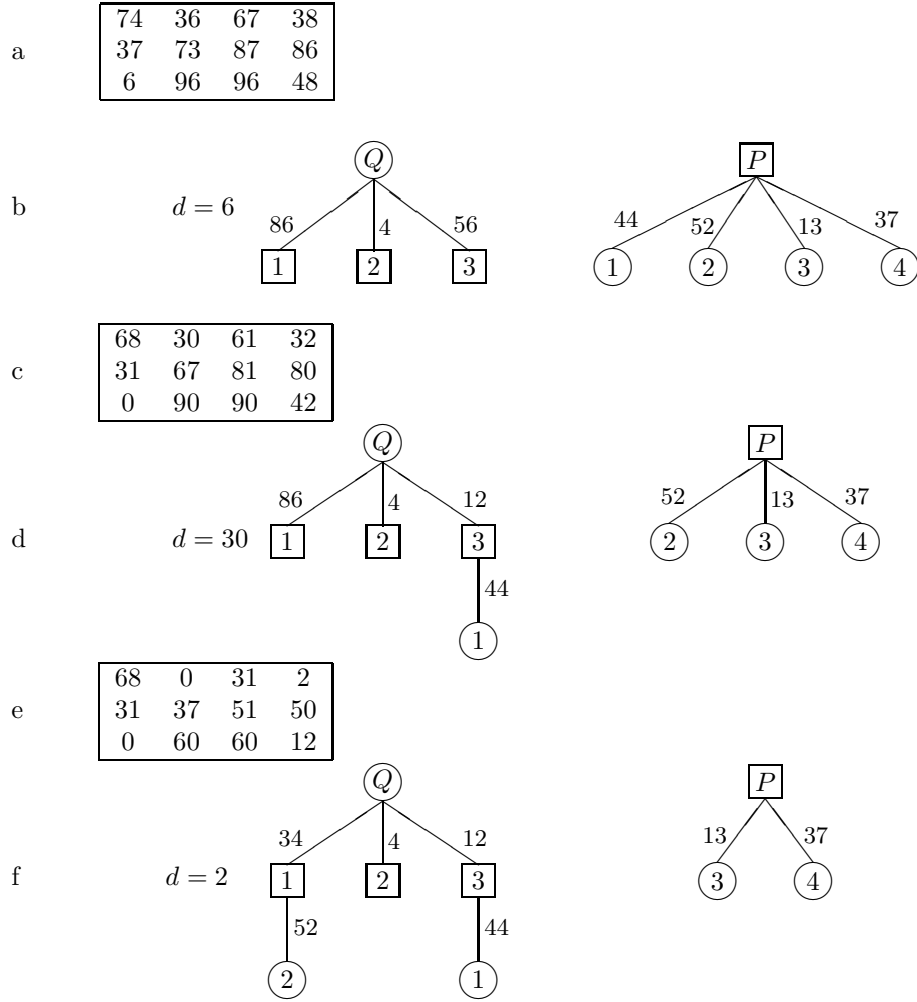 a
74 36 67 38
37 73 87 86
6 96 96 48
Q P
b d = 6 86 4 56 44 52 13 37
1 2 3 1 2 3 4
c
68 30 61 32
31 67 81 80
0 90 90 42
Q P
86 4 12 52 13 37
d d = 30 1 2 3 2 3 4
44
1
e
68 0 31 2
31 37 51 50
0 60 60 12
Q P
34 4 12 13 37
f d = 2 1 2 3 3 4
52 44
2 1